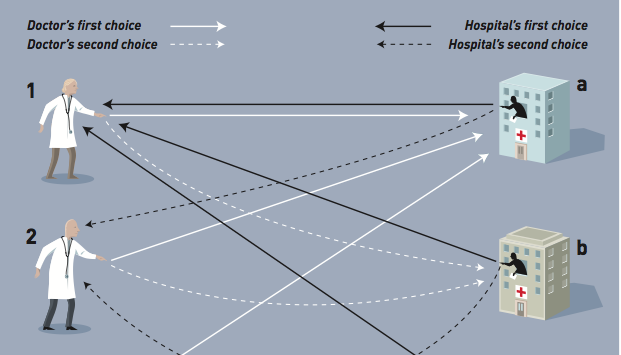 Doctor's first choice
Hospital's first choice
Doctor's second choice
Hospital's second choice
1
a
2
b